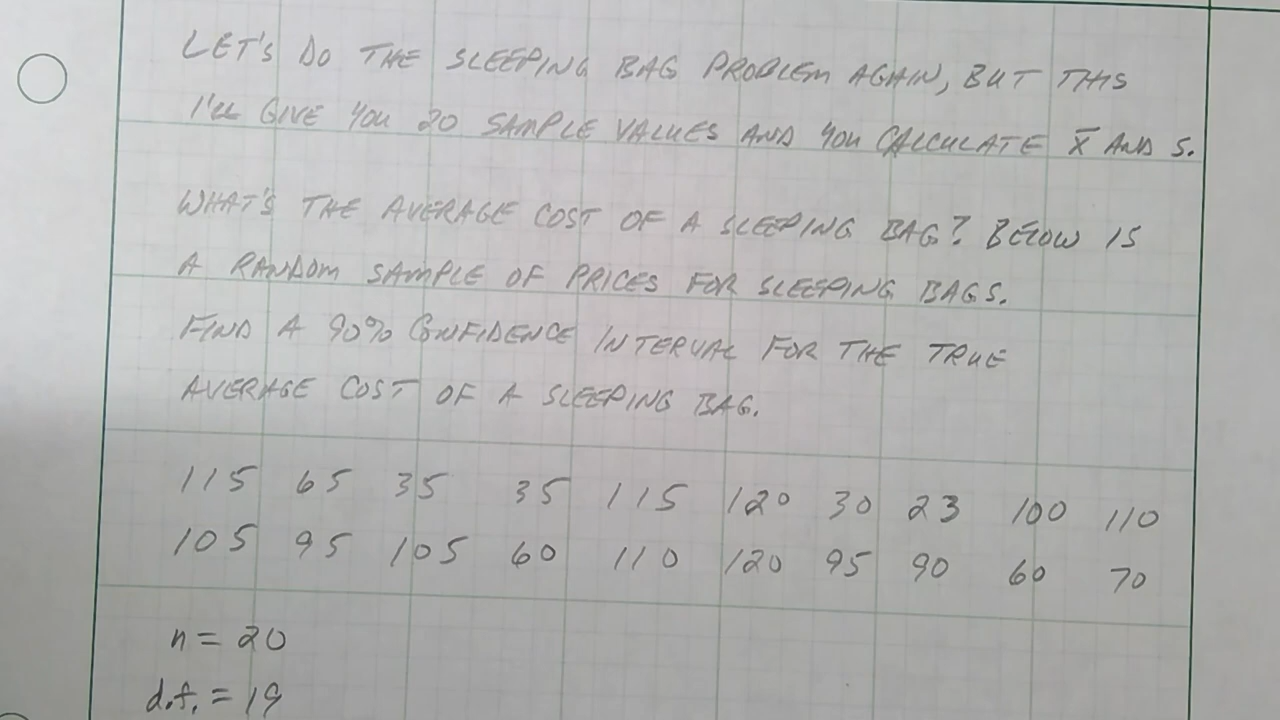 LET'S DO THE SLEEPING BAG PROBLEM AGAIN, BUT THIS
I'LL GIVE YOU 20 SAMPLE VALUES AND YOU CALCULATE x̄ AND S.
WHAT'S THE AVERAGE COST OF A SLEEPING BAG? BELOW IS
A RANDOM SAMPLE OF PRICES FOR SLEEPING BAGS.
FIND A 90% CONFIDENCE INTERVAL FOR THE TRUE
AVERAGE COST OF A SLEEPING BAG.
115 65 35 35 115 120 30 23 100 110
105 95 105 60 110 120 95 90 60 70
n = 20
d.f. = 19